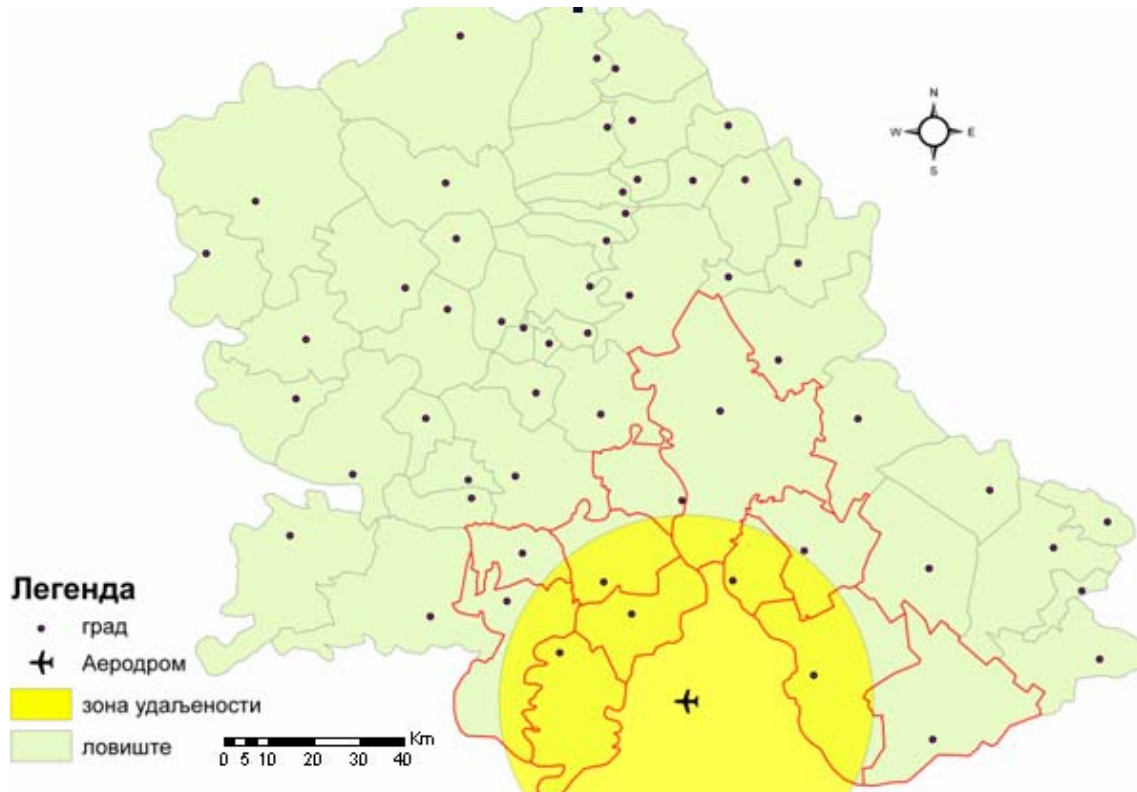 N
W E
S
Легенда
град
Аеродром
зона удаљености
ловиште
Km
0 5 10 20 30 40